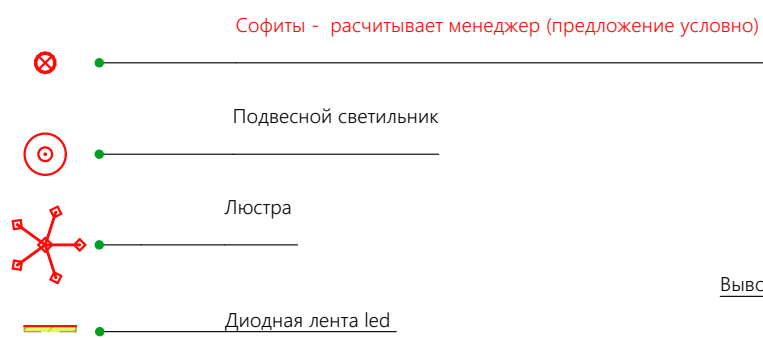 Софиты - расчитывает менеджер (предложение условно)
Подвесной светильник
Люстра
Диодная лента led